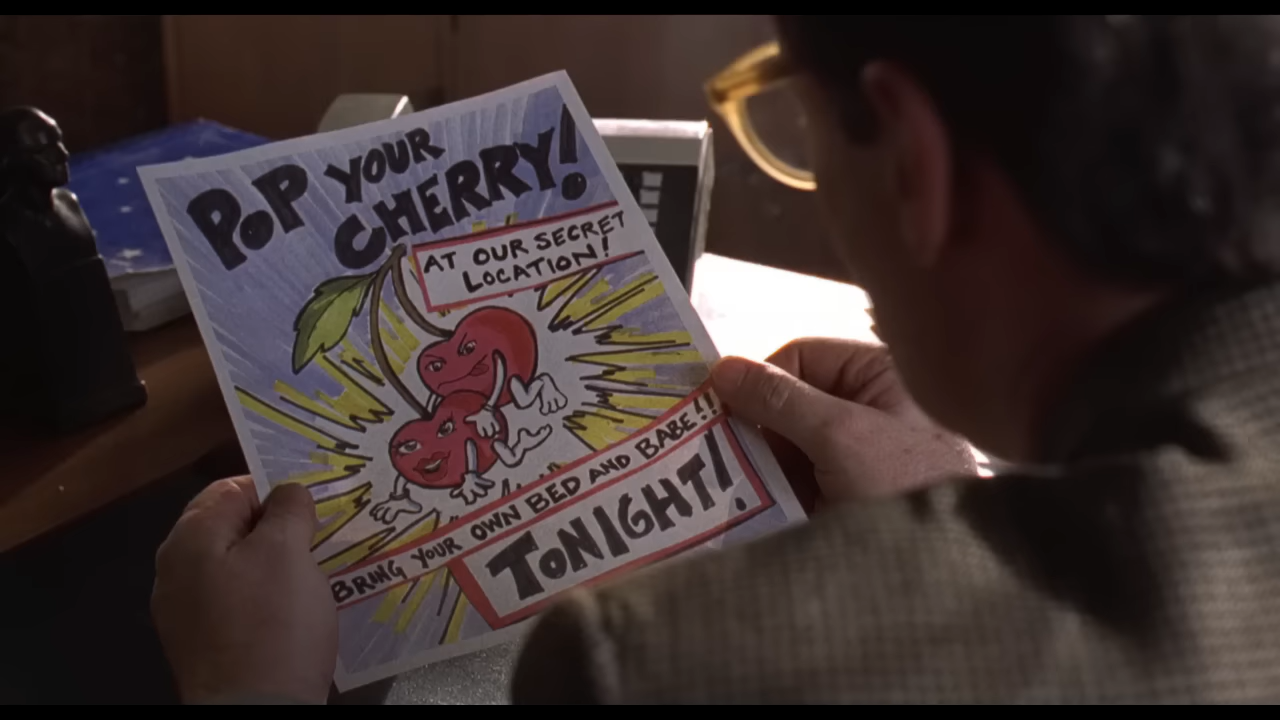 POP YOUR
CHERRY!
AT OUR SECRET
LOCATION!
BRING YOUR OWN BED AND BABE!!
TONIGHT!